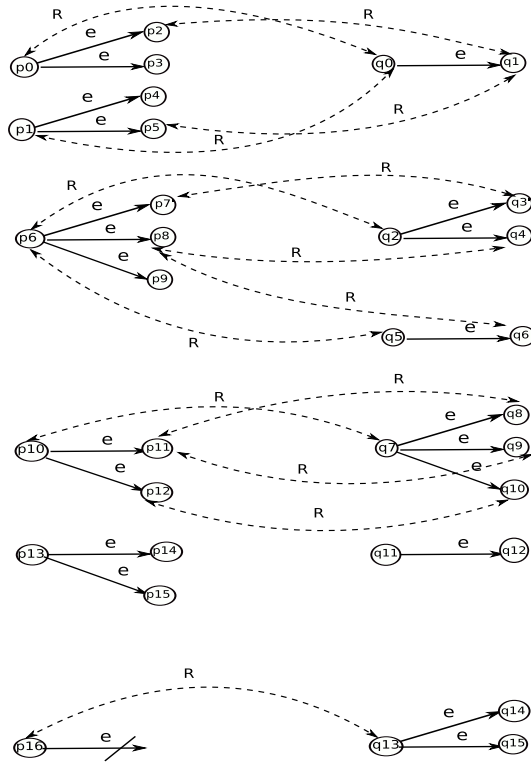 R R
e p2
p0 e p3 q0 e q1
e p4
p1 e p5 R
R
R R
e p7 e q3
p6 e p8 q2 e q4
e p9 R
R
R q5 e q6
R R
e q8
p10 e p11 q7 e q9
e p12 R e q10
R
p13 e p14 q11 e q12
e p15
R
e q14
p16 e q13 e q15